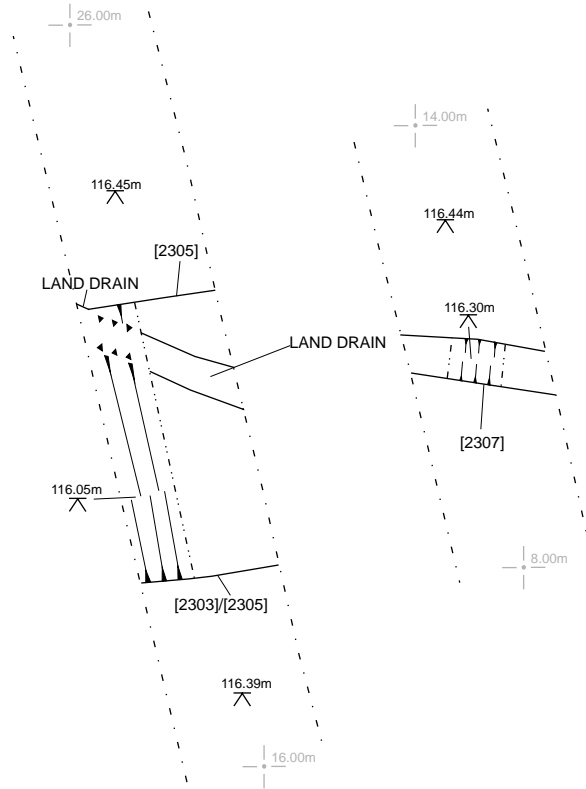 26.00m
14.00m
116.45m
116.44m
[2305]
LAND DRAIN
116.30m
LAND DRAIN
[2307]
116.05m
8.00m
[2303]/[2305]
116.39m
16.00m